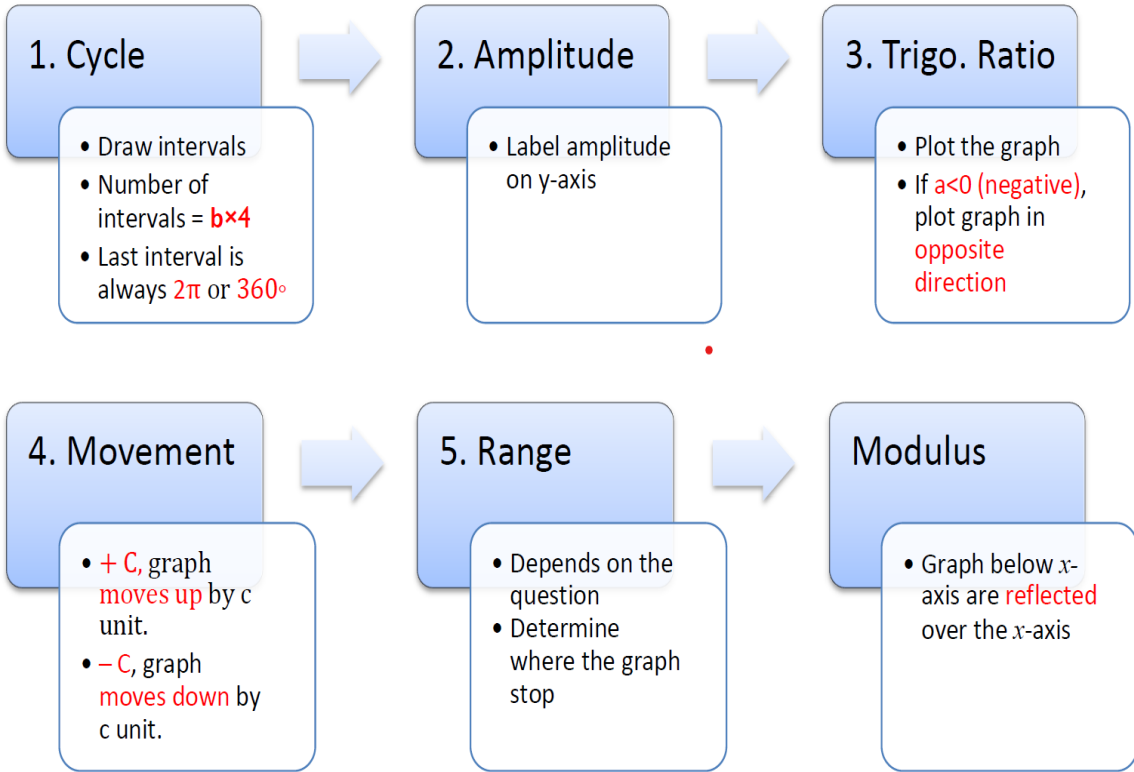 1. Cycle
• Draw intervals
• Number of
intervals = b×4
• Last interval is
always 2π or 360°
2. Amplitude
• Label amplitude
on y-axis
3. Trigo. Ratio
• Plot the graph
• If a<0 (negative),
plot graph in
opposite
direction
4. Movement
• + C, graph
moves up by c
unit.
• – C, graph
moves down by
c unit.
5. Range
• Depends on the
question
• Determine
where the graph
stop
Modulus
• Graph below x-
axis are reflected
over the x-axis